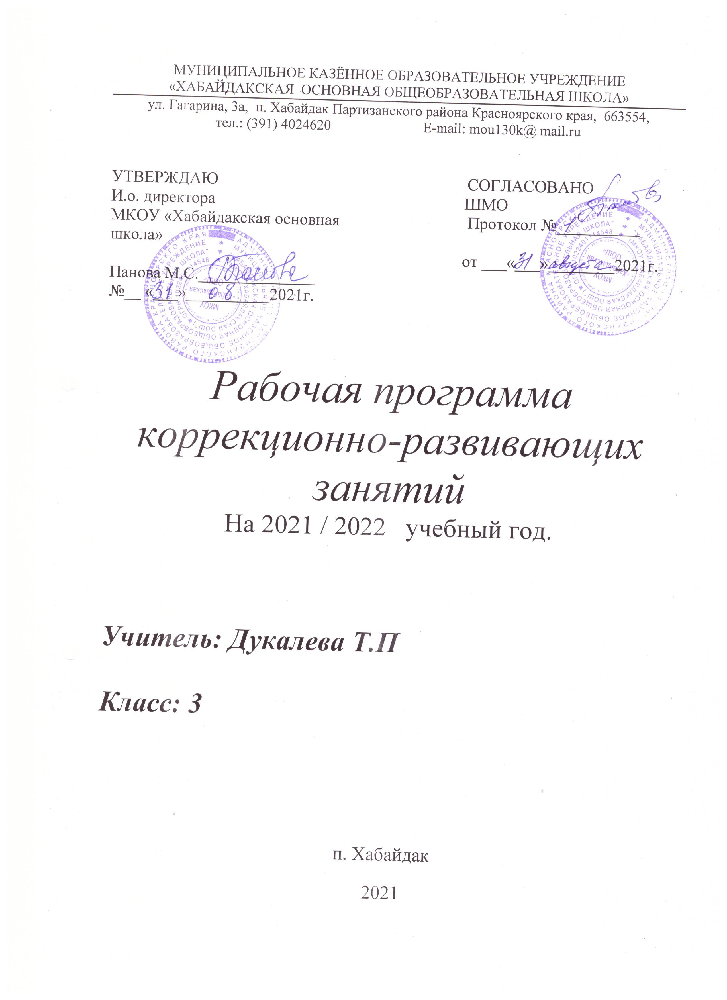 МУНИЦИПАЛЬНОЕ КАЗЁННОЕ ОБРАЗОВАТЕЛЬНОЕ УЧРЕЖДЕНИЕ
«ХАБАЙДАКСКАЯ ОСНОВНАЯ ОБЩЕОБРАЗОВАТЕЛЬНАЯ ШКОЛА»
ул. Гагарина, 3а, п. Хабайдак Партизанского района Красноярского края, 663554,
тел.: (391) 4024620 E-mail: mou130k@ mail.ru
УТВЕРЖДАЮ
И.о. директора
МКОУ «Хабайдакская основная
школа»
Панова М.С.
№__ «31» 08 2021г.
СОГЛАСОВАНО
ШМО
Протокол № 1
от ___«31» августа 2021г.
Рабочая программа
коррекционно-развивающих
занятий
На 2021 / 2022 учебный год.
Учитель: Дукалева Т.П
Класс: 3
п. Хабайдак
2021